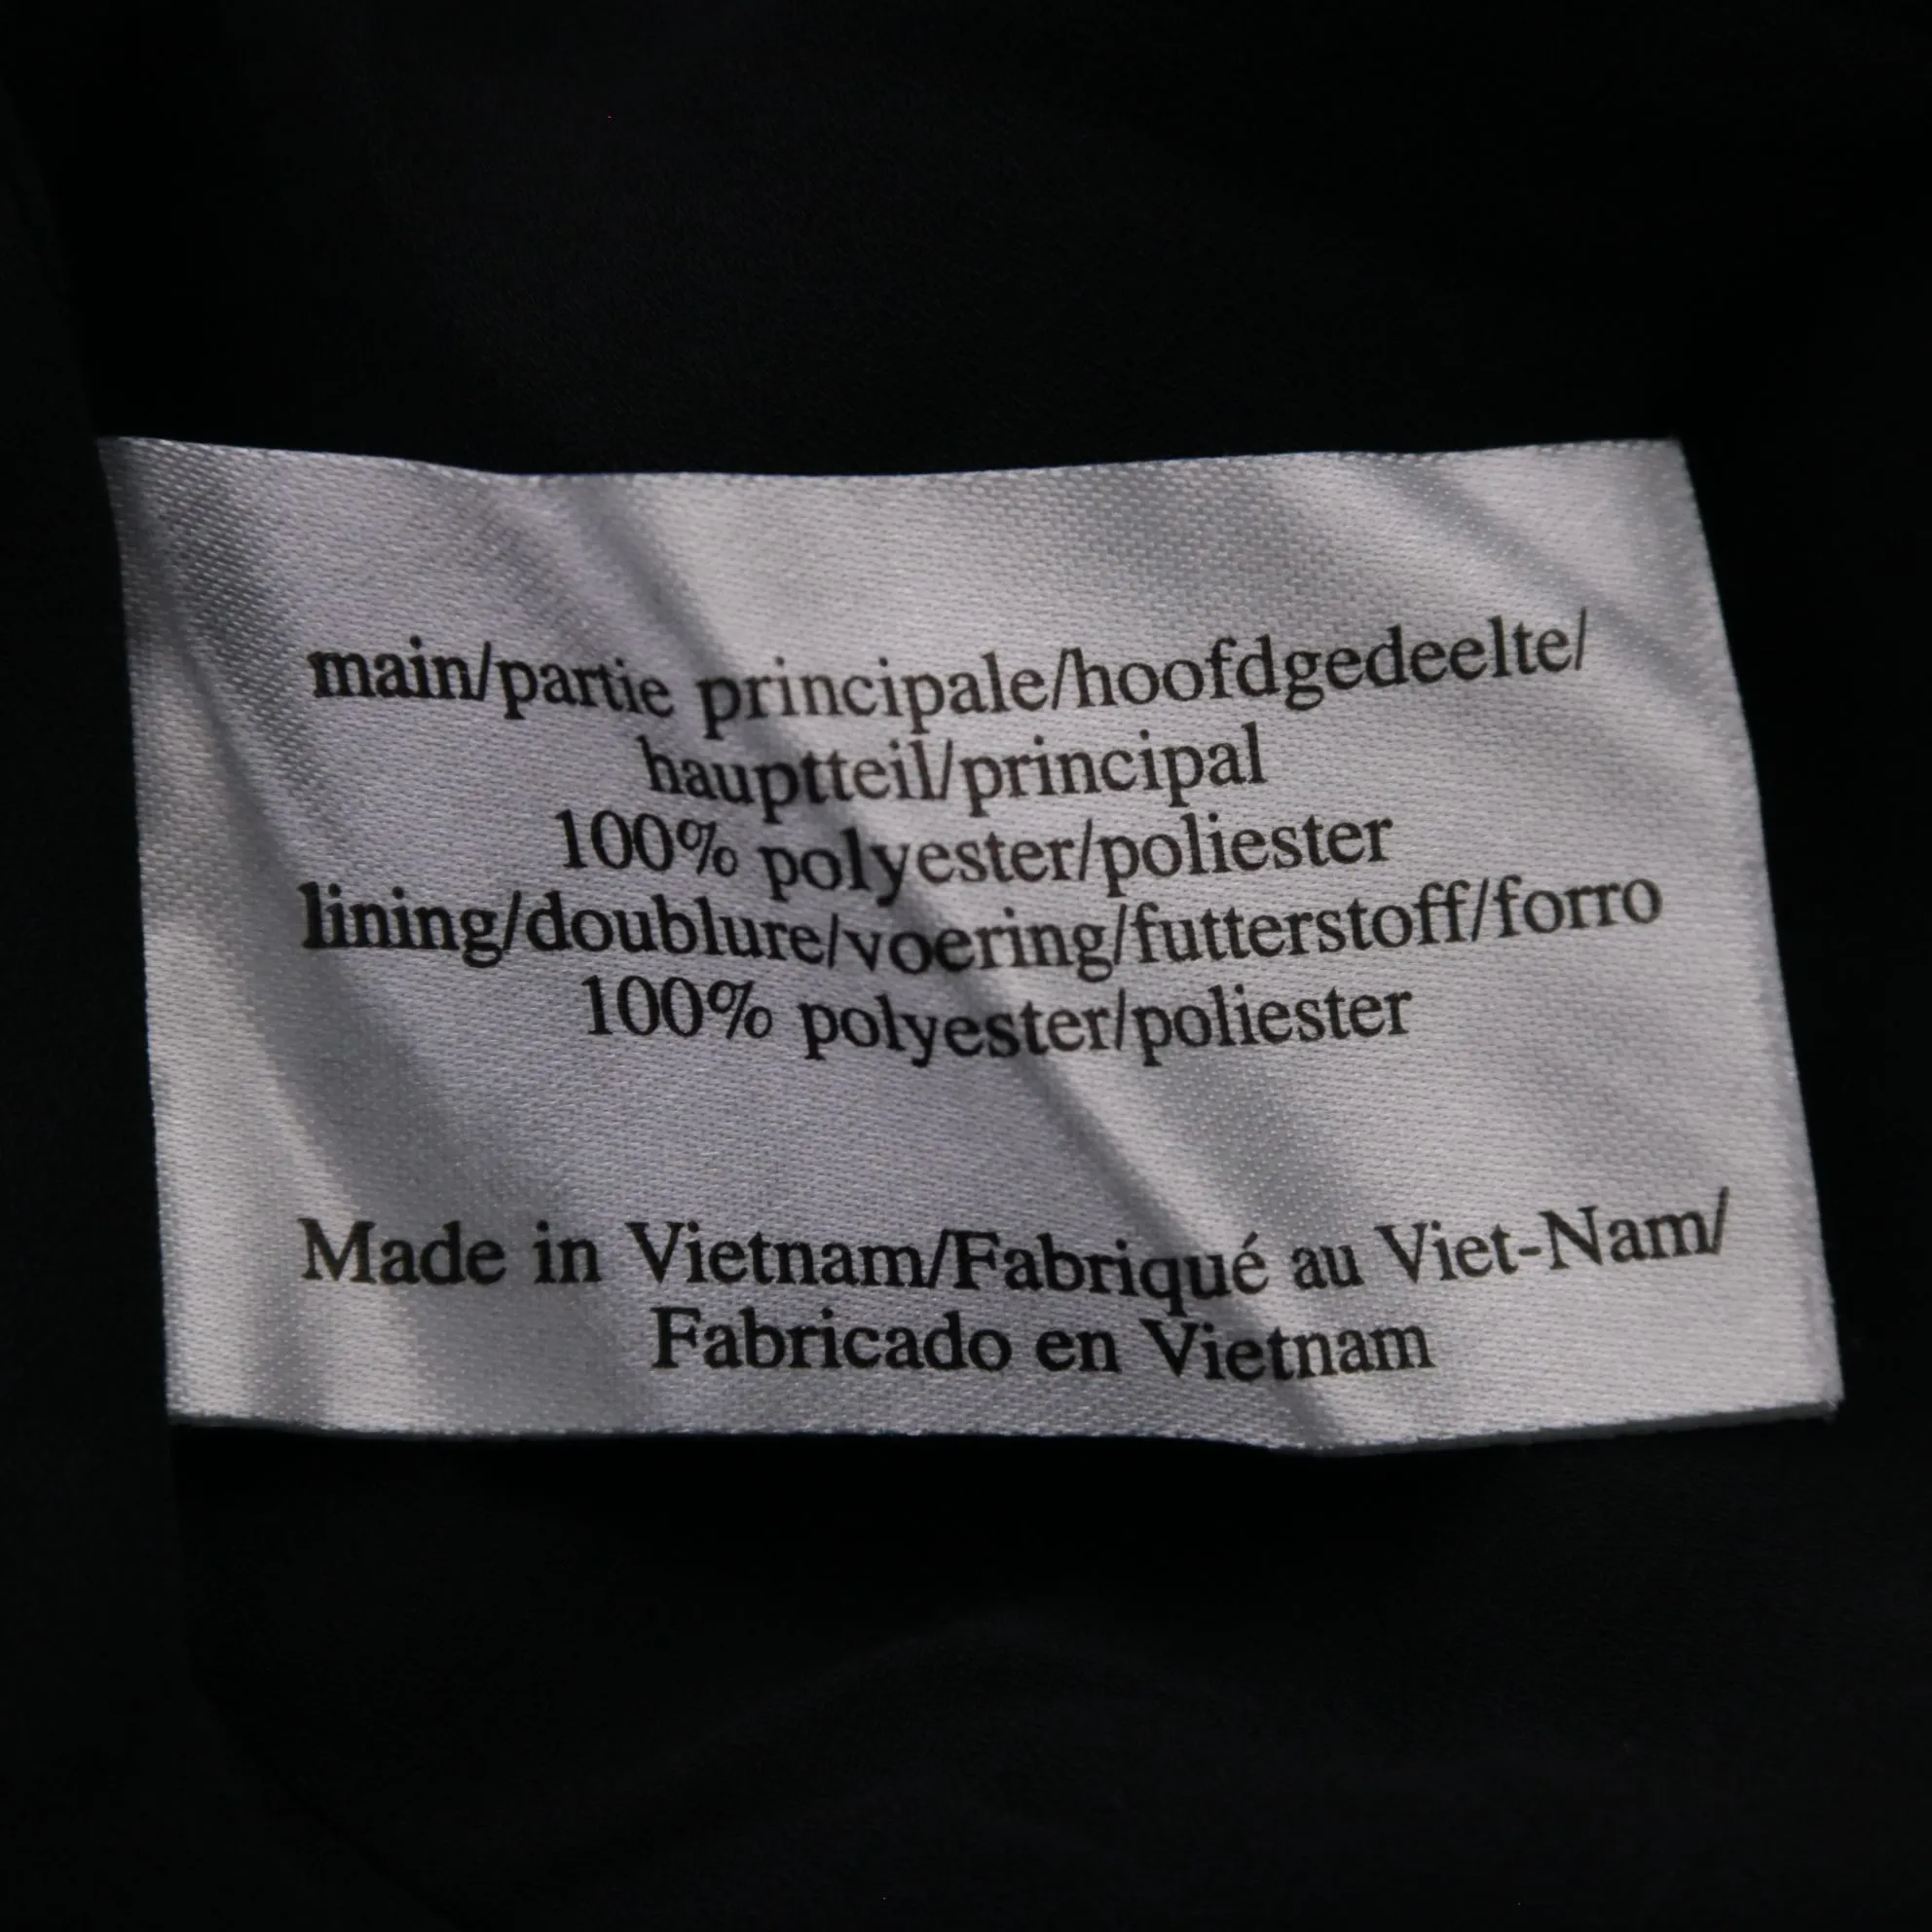 main/partie principale/hoofdgedeelte/
hauptteil/principal
100% polyester/poliester
lining/doublure/voering/futterstoff/forro
100% polyester/poliester
Made in Vietnam/Fabriqué au Viet-Nam/
Fabricado en Vietnam